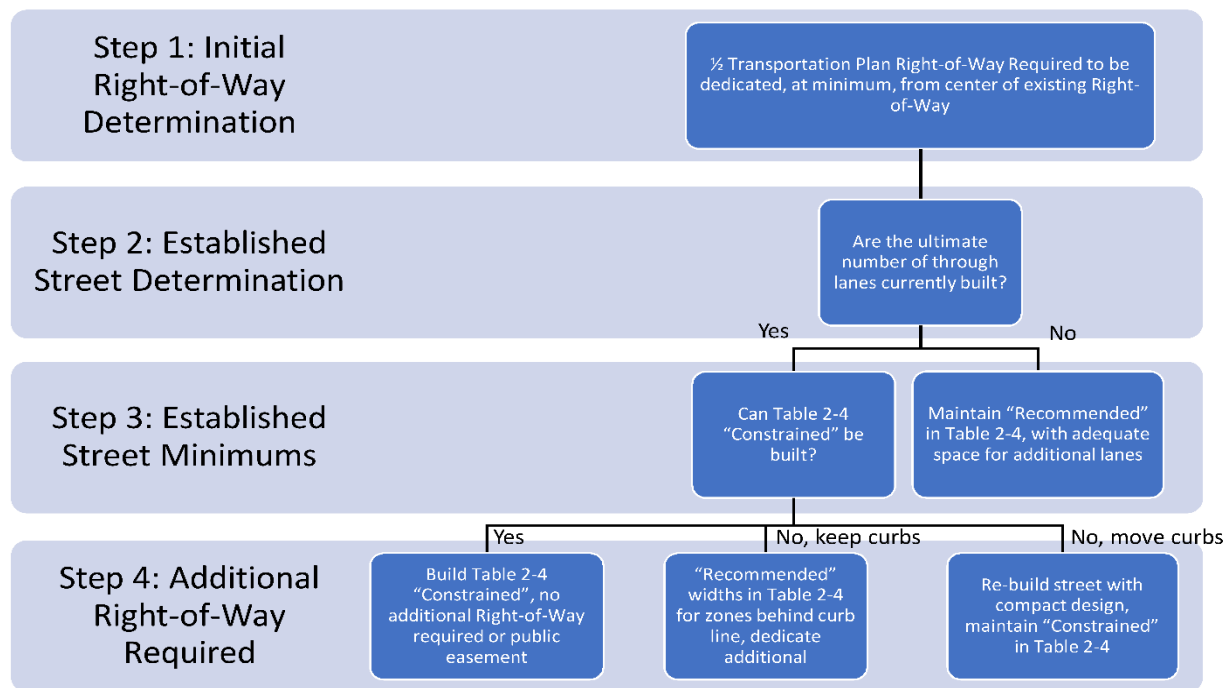 Step 1: Initial
Right-of-Way
Determination
½ Transportation Plan Right-of-Way Required to be
dedicated, at minimum, from center of existing Right-
of-Way
Step 2: Established
Street Determination
Are the ultimate
number of through
lanes currently built?
Yes
No
Step 3: Established
Street Minimums
Can Table 2-4
“Constrained” be
built?
Maintain “Recommended”
in Table 2-4, with adequate
space for additional lanes
Yes
No, keep curbs
No, move curbs
Step 4: Additional
Right-of-Way
Required
Build Table 2-4
“Constrained”, no
additional Right-of-Way
required or public
easement
“Recommended”
widths in Table 2-4
for zones behind curb
line, dedicate
additional
Re-build street with
compact design,
maintain “Constrained”
in Table 2-4